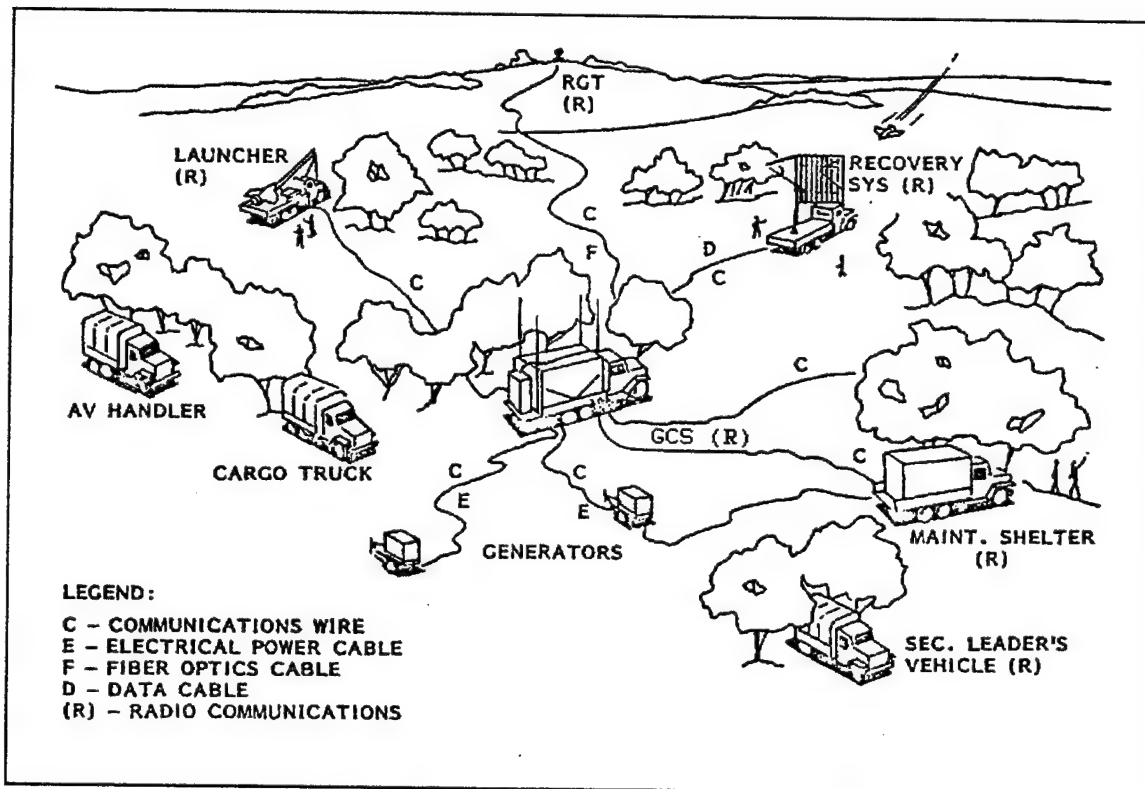 RGT
(R)
LAUNCHER
(R)
RECOVERY
SYS (R)
C
F
D
C
C
AV HANDLER
CARGO TRUCK
C
GCS (R)
C
C
E
C
E
GENERATORS
MAINT. SHELTER
(R)
SEC. LEADER'S
VEHICLE (R)
LEGEND:
C – COMMUNICATIONS WIRE
E – ELECTRICAL POWER CABLE
F – FIBER OPTICS CABLE
D – DATA CABLE
(R) – RADIO COMMUNICATIONS